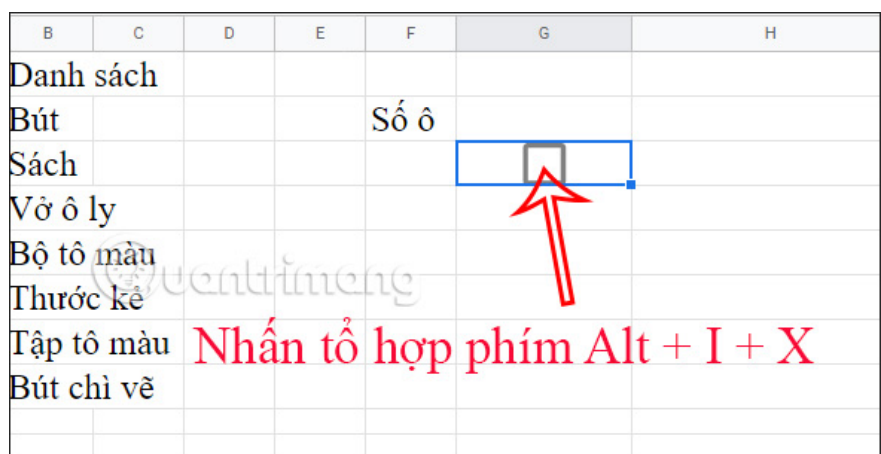 B C D E F G H
Danh sách
Bút Số ô
Sách
Vở ô ly
Bộ tô màu
Quantrimang
Thước kẻ
Tập tô màu Nhấn tổ hợp phím Alt + I + X
Bút chì vẽ